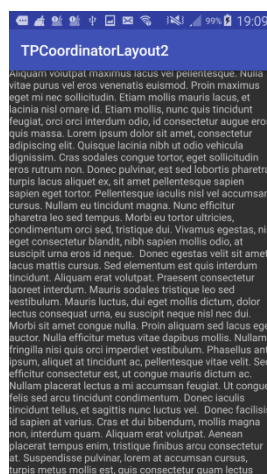 99% 19:09
TPCoordinatorLayout2
Aliquam volutpat maximus lacus vel pellentesque. Nulla
vitae purus vel eros venenatis euismod. Proin maximus
eget mi nec sollicitudin. Etiam mollis mauris lacus, et
lacinia nisl ornare id. Etiam mollis, nunc quis tincidunt
feugiat, orci orci interdum odio, id consectetur augue eros
quis massa. Lorem ipsum dolor sit amet, consectetur
adipiscing elit. Quisque lacinia nibh ut odio vehicula
dignissim. Cras sodales congue tortor, eget sollicitudin
eros rutrum non. Donec pulvinar, est sed lobortis pharetra,
turpis lacus aliquet ex, sit amet pellentesque sapien
sapien eget tortor. Pellentesque iaculis nisl vel accumsan
cursus. Nullam eu tincidunt magna. Nunc efficitur
pharetra leo sed tempus. Morbi eu tortor ultricies,
condimentum orci sed, tristique dui. Vivamus egestas, ni
eget consectetur blandit, nibh sapien mollis odio, at
suscipit urna eros id neque. Donec egestas velit sit amet
lacus mattis cursus. Sed elementum est quis interdum
tincidunt. Aliquam erat volutpat. Praesent consectetur
laoreet interdum. Mauris sodales tristique leo sed
vestibulum. Mauris luctus, dui eget mollis dictum, dolor
lectus consequat urna, eu suscipit neque nisl nec dui.
Morbi sit amet congue nulla. Proin aliquam sed lacus ege
auctor. Nulla efficitur metus vitae dapibus mollis. Nullam
fringilla nisi quis orci imperdiet vestibulum. Phasellus ant
ipsum, aliquet at tincidunt ac, pellentesque vitae velit. Sed
efficitur consectetur est, ut congue mauris dictum ac.
Nullam placerat lectus a mi accumsan feugiat. Ut congue
felis sed arcu tincidunt condimentum. Donec iaculis
tincidunt tellus, et sagittis nunc luctus vel. Donec facilisis
id sapien at varius. Cras et dui bibendum, mollis magna
non, interdum quam. Aliquam erat volutpat. Aenean
placerat tempus enim, tristique finibus arcu consectetur
at. Suspendisse pulvinar, lorem at accumsan cursus,
turpis metus mollis est, quis consectetur quam lectus